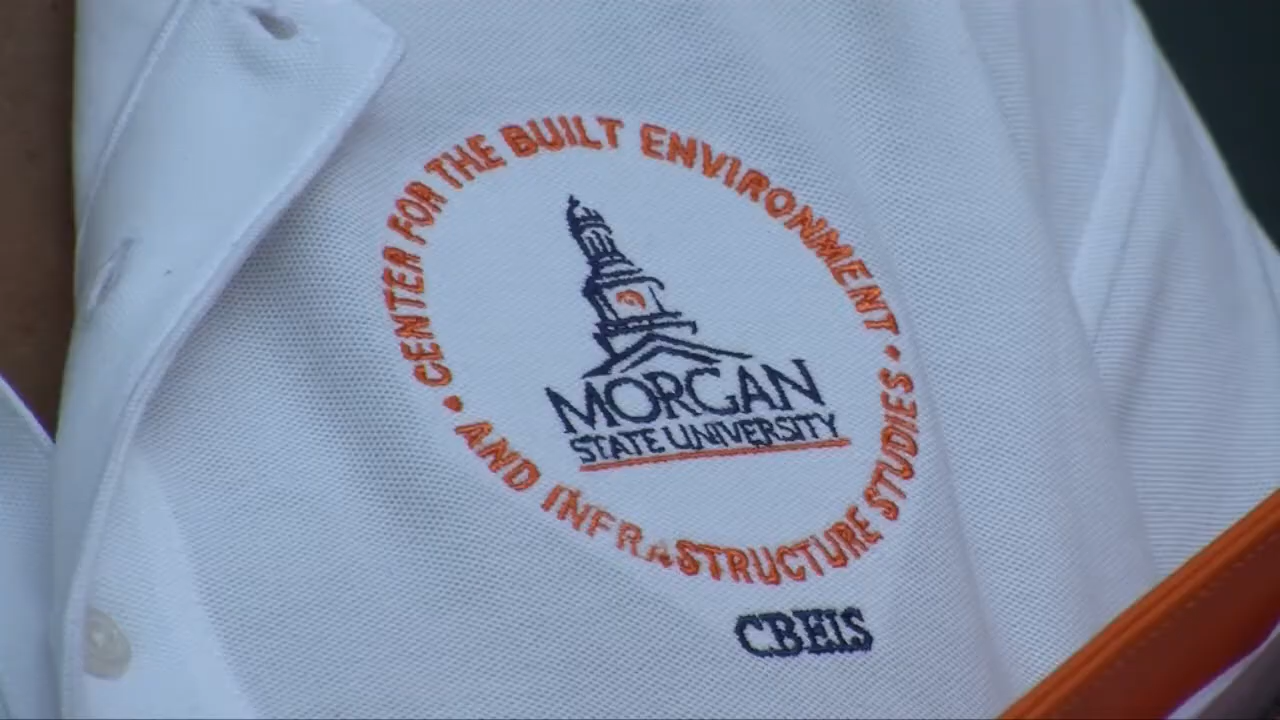 CENTER FOR THE BUILT ENVIRONMENT
• AND INFRASTRUCTURE STUDIES •
MORGAN
STATE UNIVERSITY
CBEIS